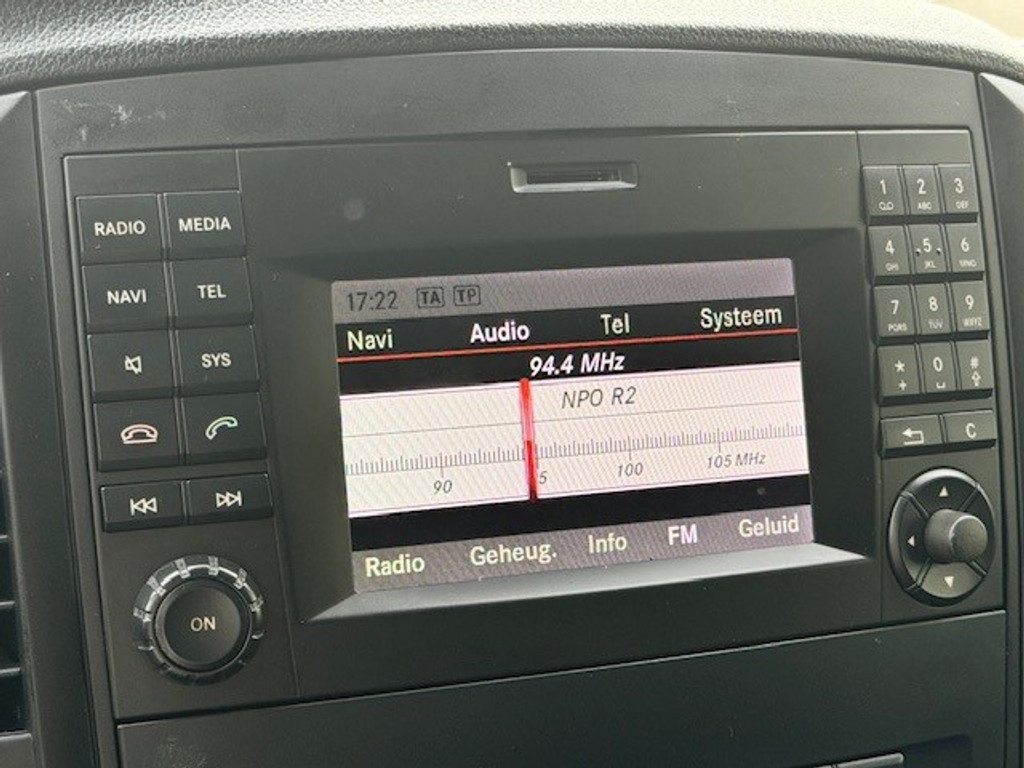 RADIO MEDIA
NAVI TEL
SYS
ON
17:22 TA TP
Navi Audio Tel Systeem
94.4 MHz
NPO R2
90 5 100 105 MHz
Radio Geheug. Info FM Geluid
1 2 3
ABC DEF
4 5 6
GHI JKL MNO
7 8 9
PQRS TUV WXYZ
* 0 #
+
C